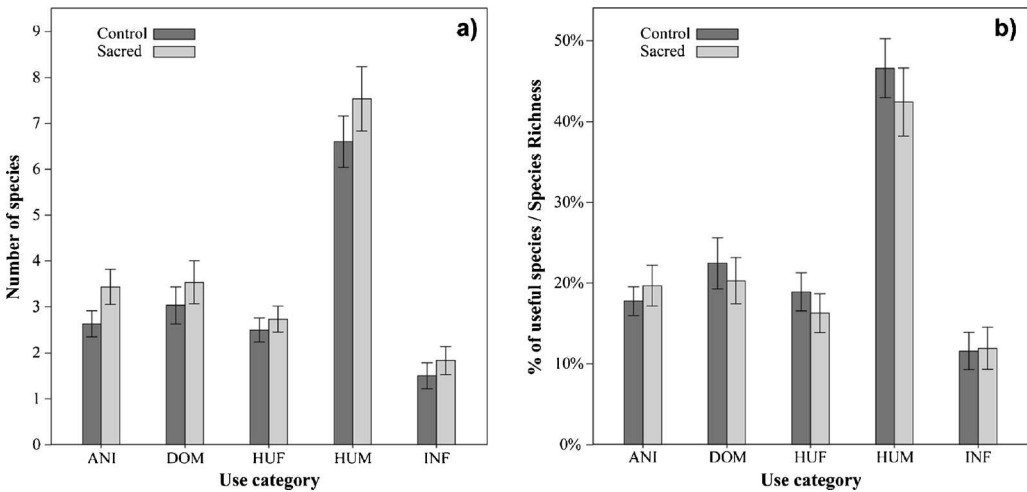 a)
Control
Sacred
Number of species
9
8
7
6
5
4
3
2
1
0
ANI DOM HUF HUM INF
Use category
b)
Control
Sacred
% of useful species / Species Richness
50%
40%
30%
20%
10%
0%
ANI DOM HUF HUM INF
Use category